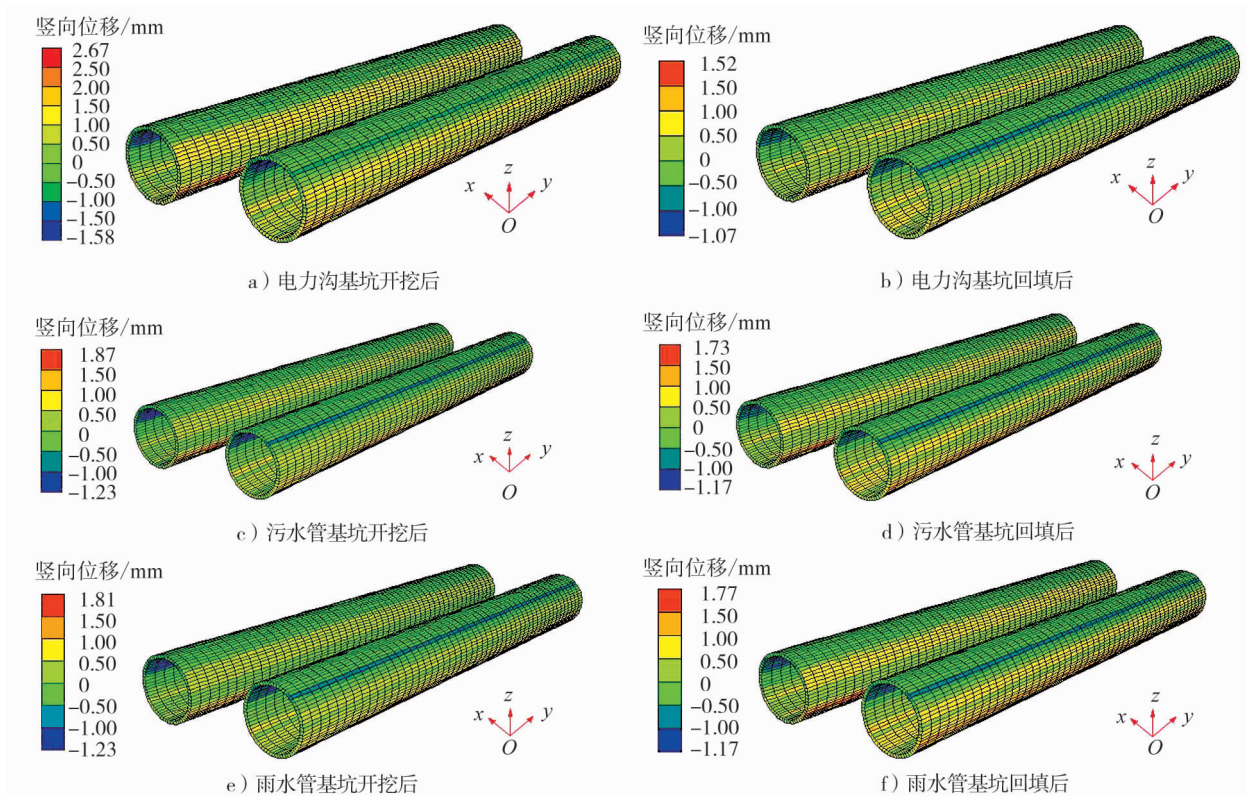 竖向位移/mm
2.67
2.50
2.00
1.50
1.00
0.50
0
-0.50
-1.00
-1.50
-1.58
x
z
y
O
a）电力沟基坑开挖后
竖向位移/mm
1.52
1.50
1.00
0.50
0
-0.50
-1.00
-1.07
x
z
y
O
b）电力沟基坑回填后
竖向位移/mm
1.87
1.50
1.00
0.50
0
-0.50
-1.00
-1.23
x
z
y
O
c）污水管基坑开挖后
竖向位移/mm
1.73
1.50
1.00
0.50
0
-0.50
-1.00
-1.17
x
z
y
O
d）污水管基坑回填后
竖向位移/mm
1.81
1.50
1.00
0.50
0
-0.50
-1.00
-1.23
x
z
y
O
e）雨水管基坑开挖后
竖向位移/mm
1.77
1.50
1.00
0.50
0
-0.50
-1.00
-1.17
x
z
y
O
f）雨水管基坑回填后